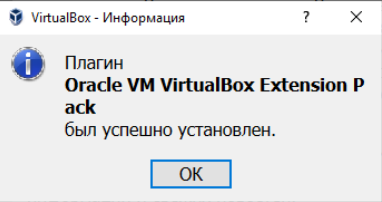 VirtualBox - Информация
Плагин
Oracle VM VirtualBox Extension P
ack
был успешно установлен.
OK